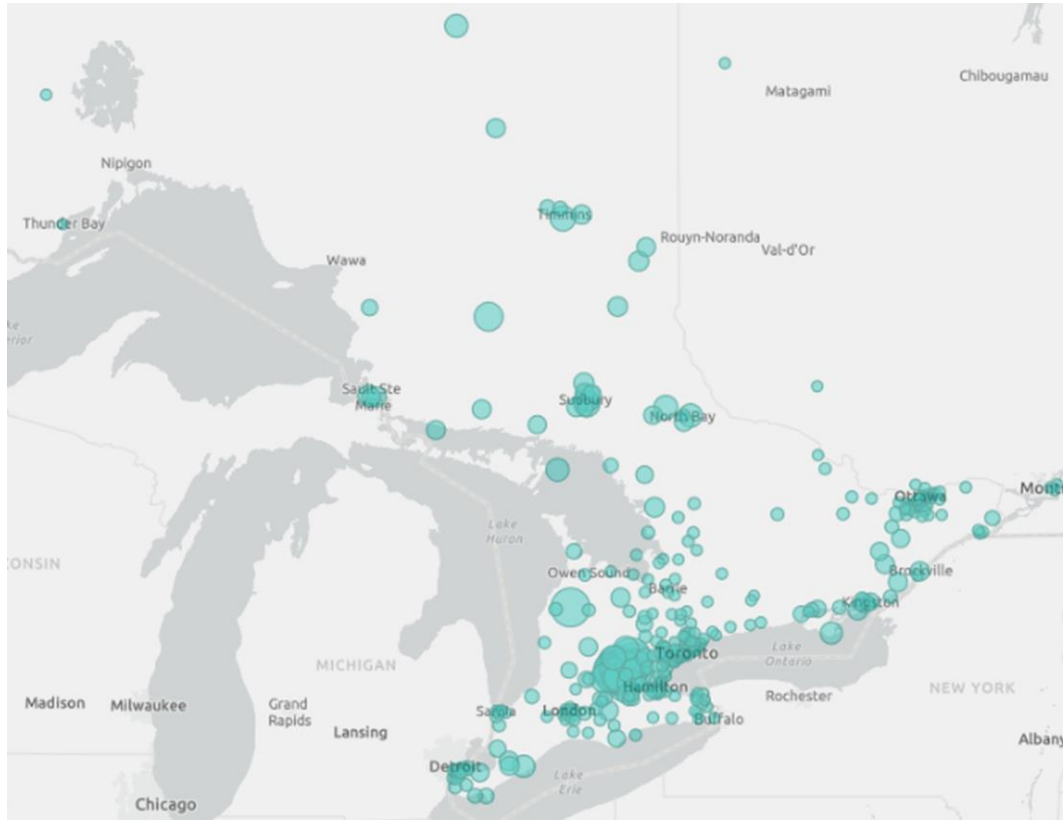 Chibougamau
Matagami
Nipigon
Thunder Bay
Timmins
Rouyn-Noranda
Val-d'Or
Wawa
Sault Ste
Marie
Sudbury
North Bay
Ottawa
Mont
Lake
Huron
CONSIN
Owen Sound
Barrie
Brockville
Kingston
Toronto
Lake
Ontario
MICHIGAN
Hamilton
NEW YORK
Rochester
Madison
Milwaukee
Grand
Rapids
Sarnia
London
Buffalo
Lansing
Albany
Detroit
Lake
Erie
Chicago